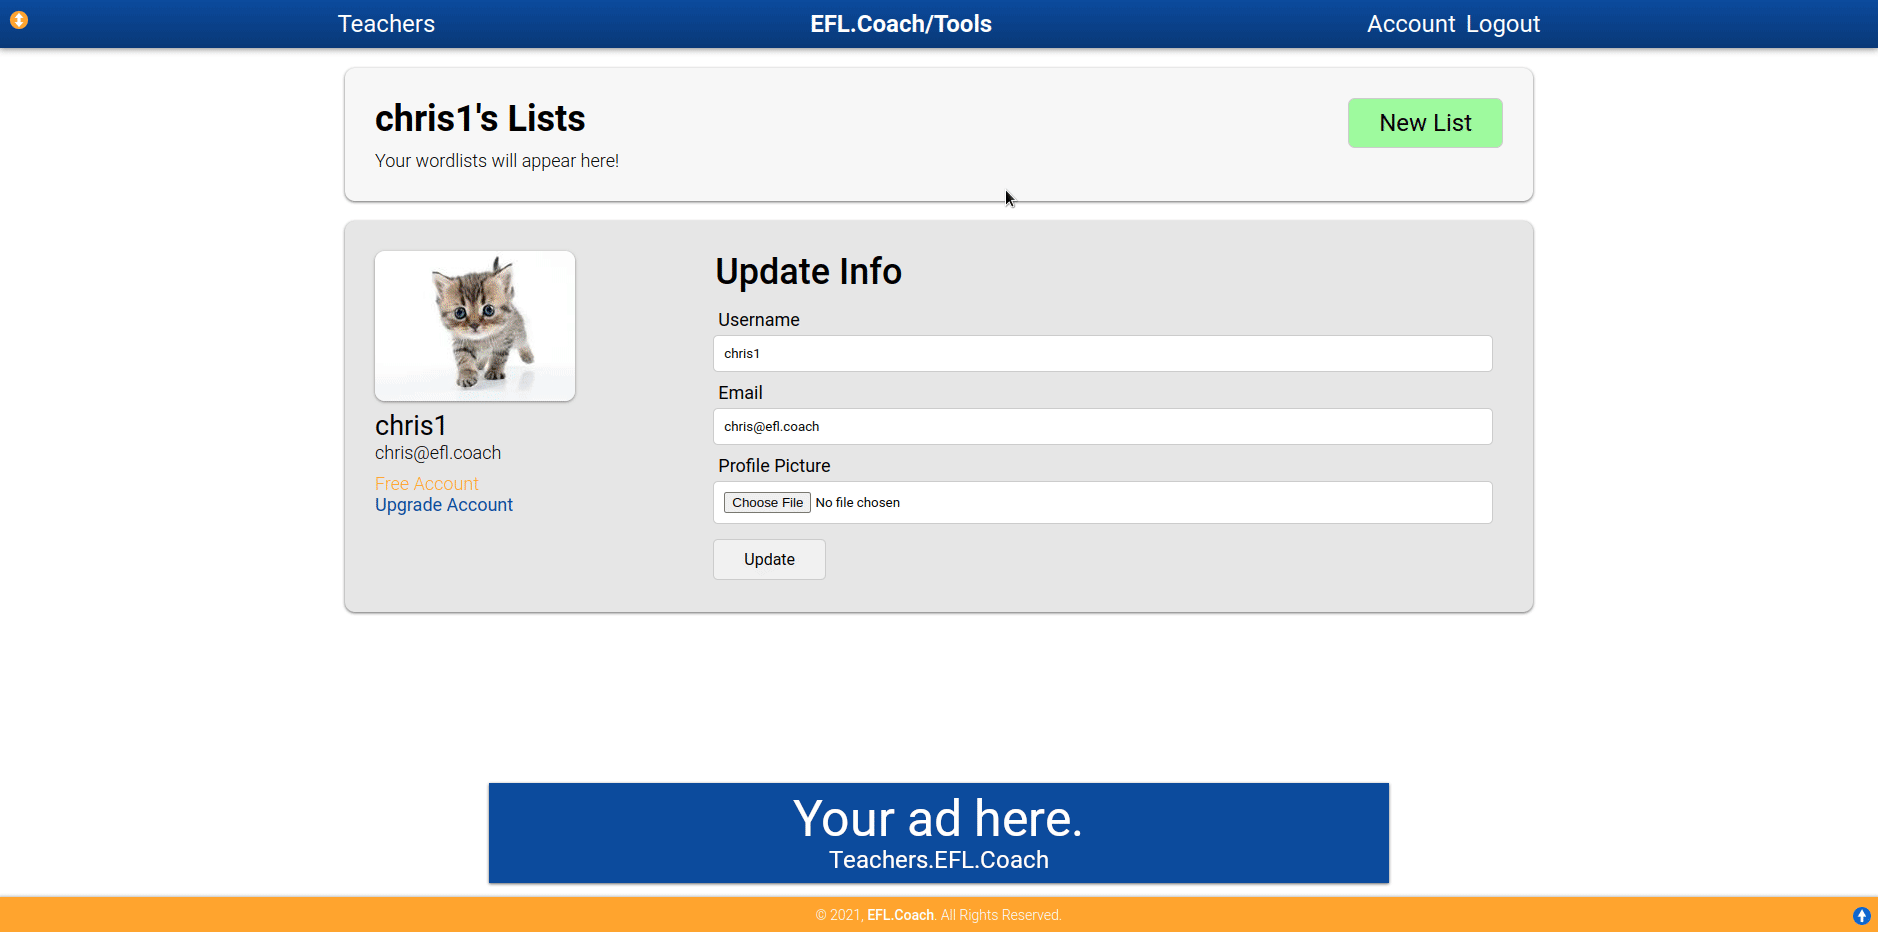 Teachers
EFL.Coach/Tools
Account Logout
chris1's Lists
Your wordlists will appear here!
New List
chris1
chris@efl.coach
Free Account
Upgrade Account
Update Info
Username
chris1
Email
chris@efl.coach
Profile Picture
Choose File No file chosen
Update
Your ad here.
Teachers.EFL.Coach
© 2021, EFL.Coach. All Rights Reserved.